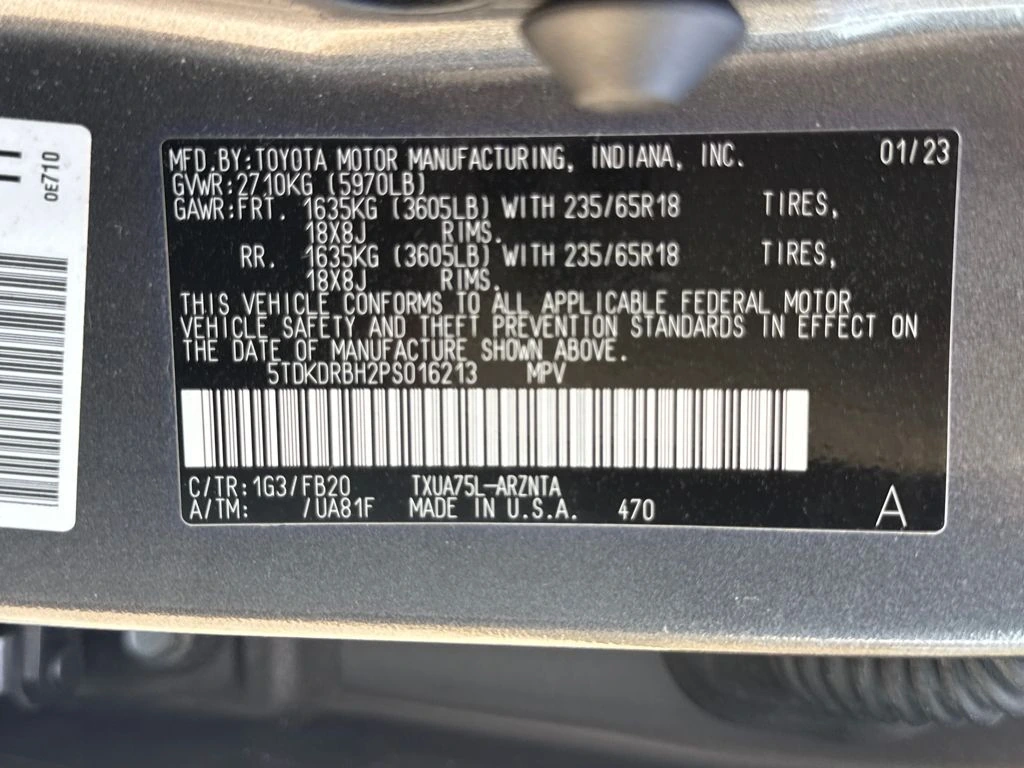 MFD.BY:TOYOTA MOTOR MANUFACTURING, INDIANA, INC. 01/23
GVWR:2710KG (5970LB)
GAWR:FRT. 1635KG (3605LB) WITH 235/65R18 TIRES,
18X8J RIMS.
RR. 1635KG (3605LB) WITH 235/65R18 TIRES,
18X8J RIMS.
THIS VEHICLE CONFORMS TO ALL APPLICABLE FEDERAL MOTOR
VEHICLE SAFETY AND THEFT PREVENTION STANDARDS IN EFFECT ON
THE DATE OF MANUFACTURE SHOWN ABOVE.
5TDKDRBH2PS016213 MPV
C/TR:1G3/FB20 TXUA75L-ARZNTA
A/TM: /UA81F MADE IN U.S.A. 470 A
0E710